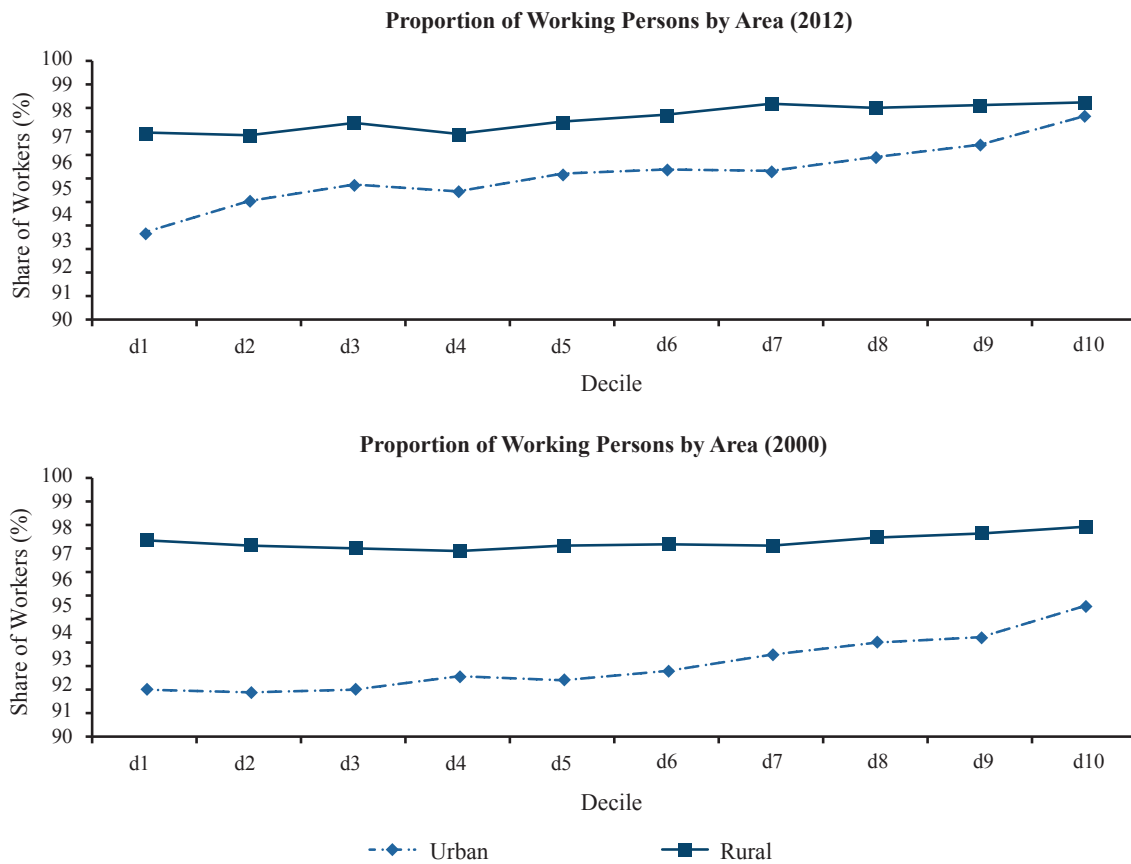 Proportion of Working Persons by Area (2012)
Share of Workers (%)
100
99
98
97
96
95
94
93
92
91
90
d1 d2 d3 d4 d5 d6 d7 d8 d9 d10
Decile
Proportion of Working Persons by Area (2000)
Share of Workers (%)
100
99
98
97
96
95
94
93
92
91
90
d1 d2 d3 d4 d5 d6 d7 d8 d9 d10
Decile
Urban Rural